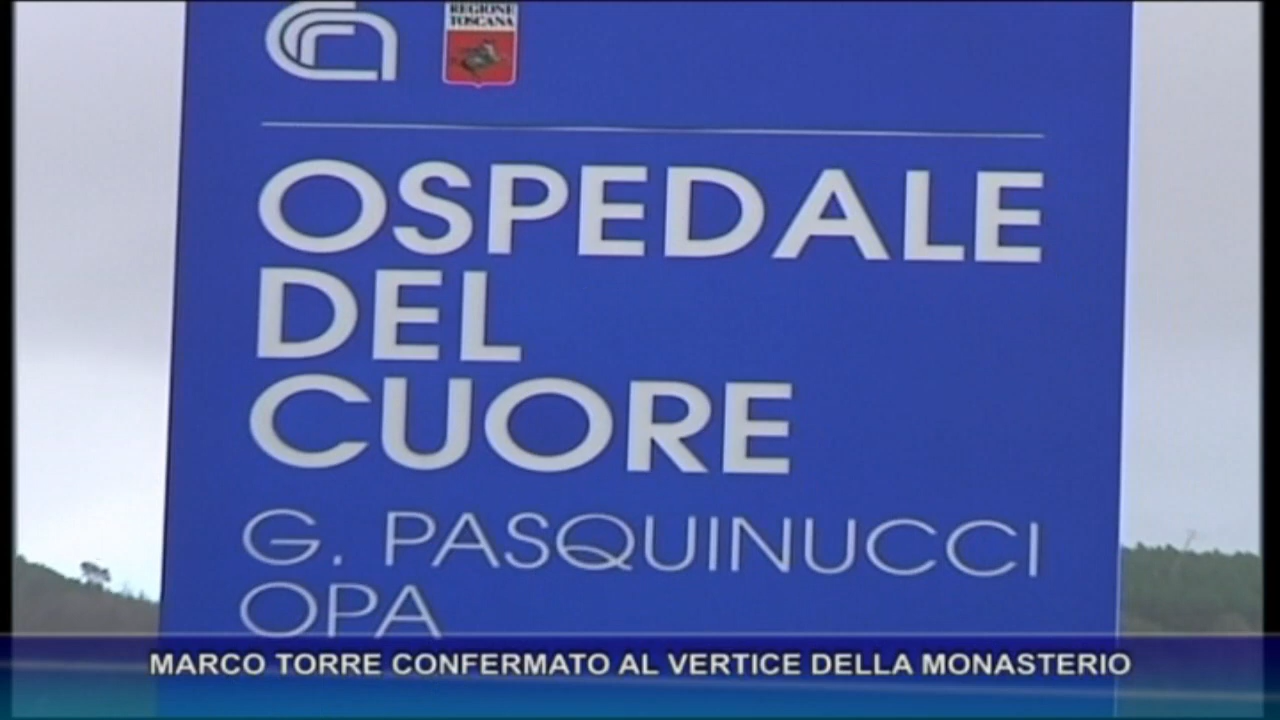 REGIONE
TOSCANA
OSPEDALE
DEL
CUORE
G. PASQUINUCCI
OPA
MARCO TORRE CONFERMATO AL VERTICE DELLA MONASTERIO